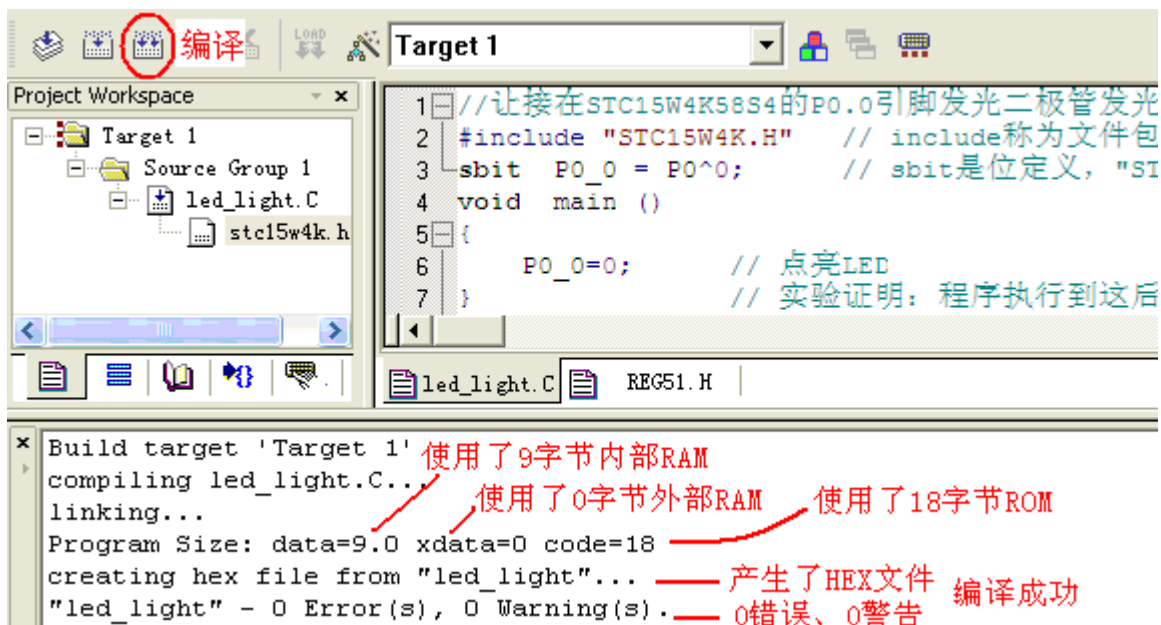 编译
LOAD
Target 1
Project Workspace
Target 1
Source Group 1
led_light.C
stc15w4k.h
1 //让接在STC15W4K58S4的P0.0引脚发光二极管发光
2 #include "STC15W4K.H" // include称为文件包
3 sbit P0_0 = P0^0; // sbit是位定义，"ST
4 void main ()
5 {
6 P0_0=0; // 点亮LED
7 } // 实验证明：程序执行到这后
led_light.C REG51.H
Build target 'Target 1'
使用了9字节内部RAM
compiling led_light.C...
使用了0字节外部RAM 使用了18字节ROM
linking...
Program Size: data=9.0 xdata=0 code=18
creating hex file from "led_light"... 产生了HEX文件
编译成功
"led_light" - 0 Error(s), 0 Warning(s). 0错误、0警告